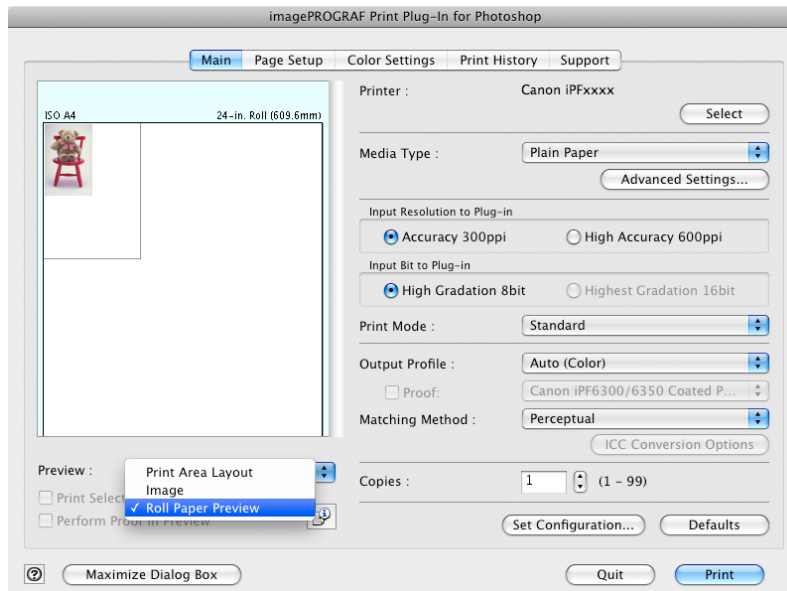 imagePROGRAF Print Plug-In for Photoshop
Main Page Setup Color Settings Print History Support
ISO A4 24-in. Roll (609.6mm)
Printer : Canon iPFxxxx
Select
Media Type : Plain Paper
Advanced Settings...
Input Resolution to Plug-in
Accuracy 300ppi High Accuracy 600ppi
Input Bit to Plug-in
High Gradation 8bit Highest Gradation 16bit
Print Mode : Standard
Output Profile : Auto (Color)
Proof: Canon iPF6300/6350 Coated P...
Matching Method : Perceptual
ICC Conversion Options
Preview : Print Area Layout
Image
✓ Roll Paper Preview
Print Select
Perform Proof in Preview
Copies : 1 (1 – 99)
Set Configuration... Defaults
? Maximize Dialog Box Quit Print